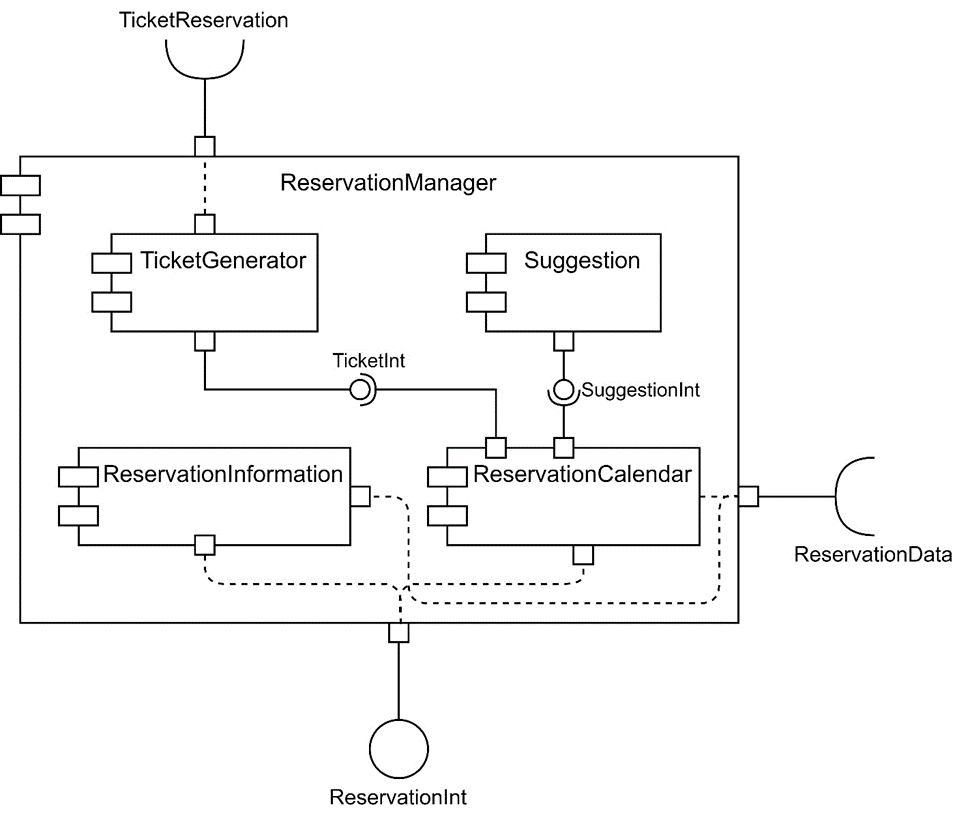 TicketReservation
ReservationManager
TicketGenerator
Suggestion
TicketInt
SuggestionInt
ReservationInformation
ReservationCalendar
ReservationData
ReservationInt